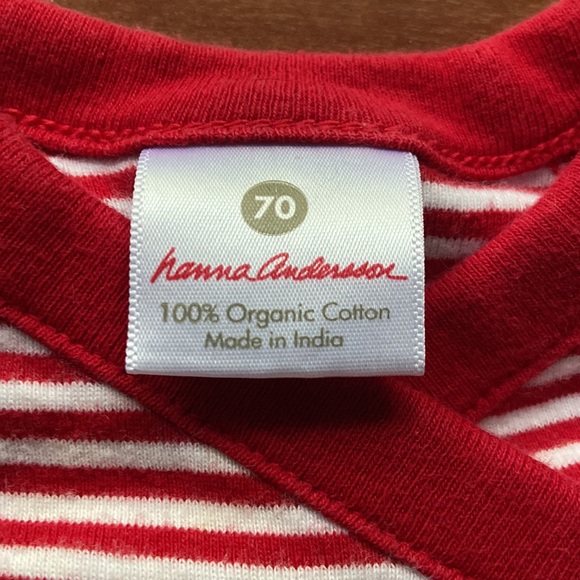 70
hanna Andersson
100% Organic Cotton
Made in India